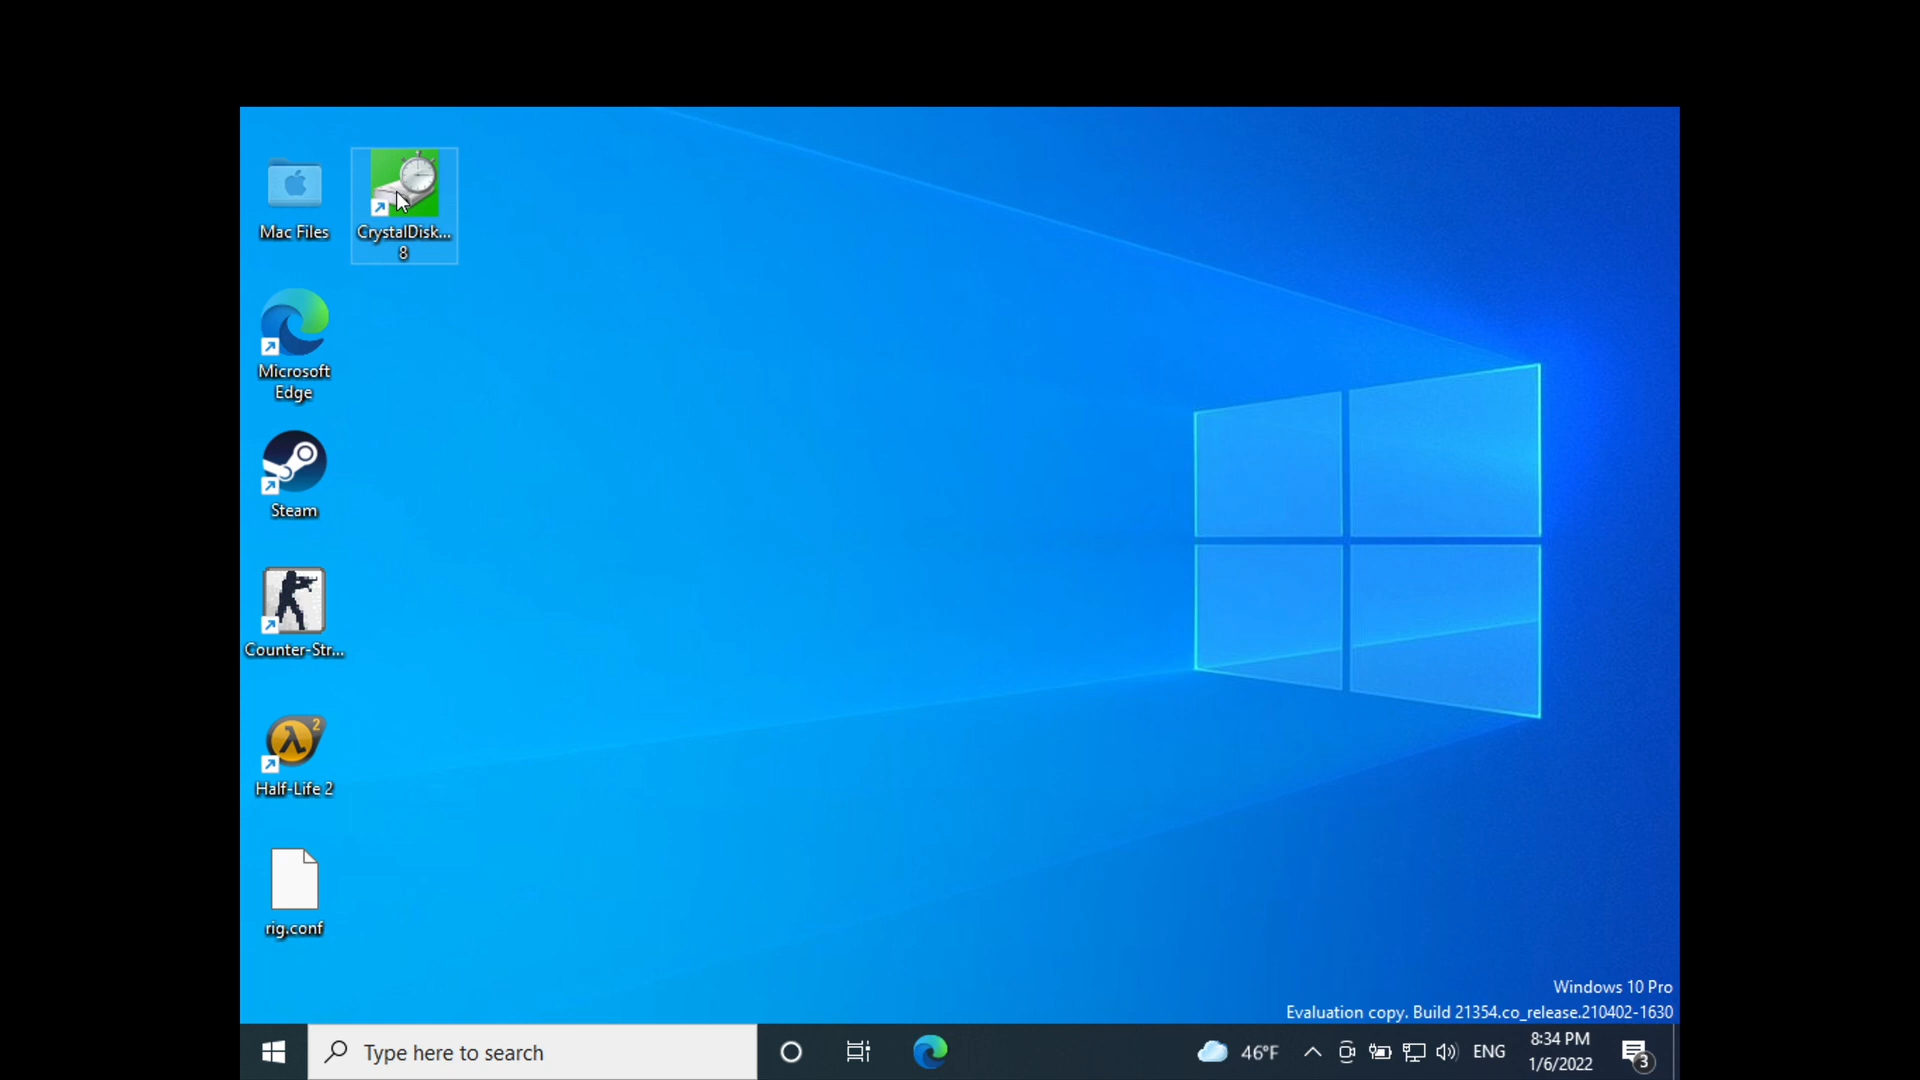 Mac Files
CrystalDisk...
8
Microsoft
Edge
Steam
Counter-Str...
2
Half-Life 2
rig.conf
Windows 10 Pro
Evaluation copy. Build 21354.co_release.210402-1630
Type here to search
46°F
ENG
8:34 PM
1/6/2022
3